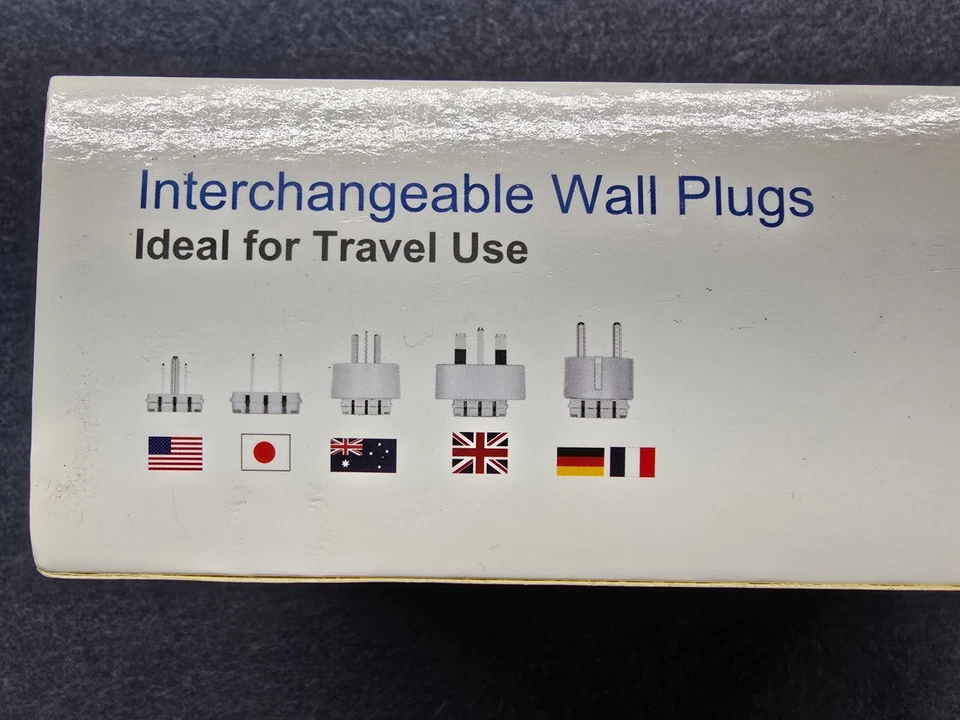 Interchangeable Wall Plugs
Ideal for Travel Use